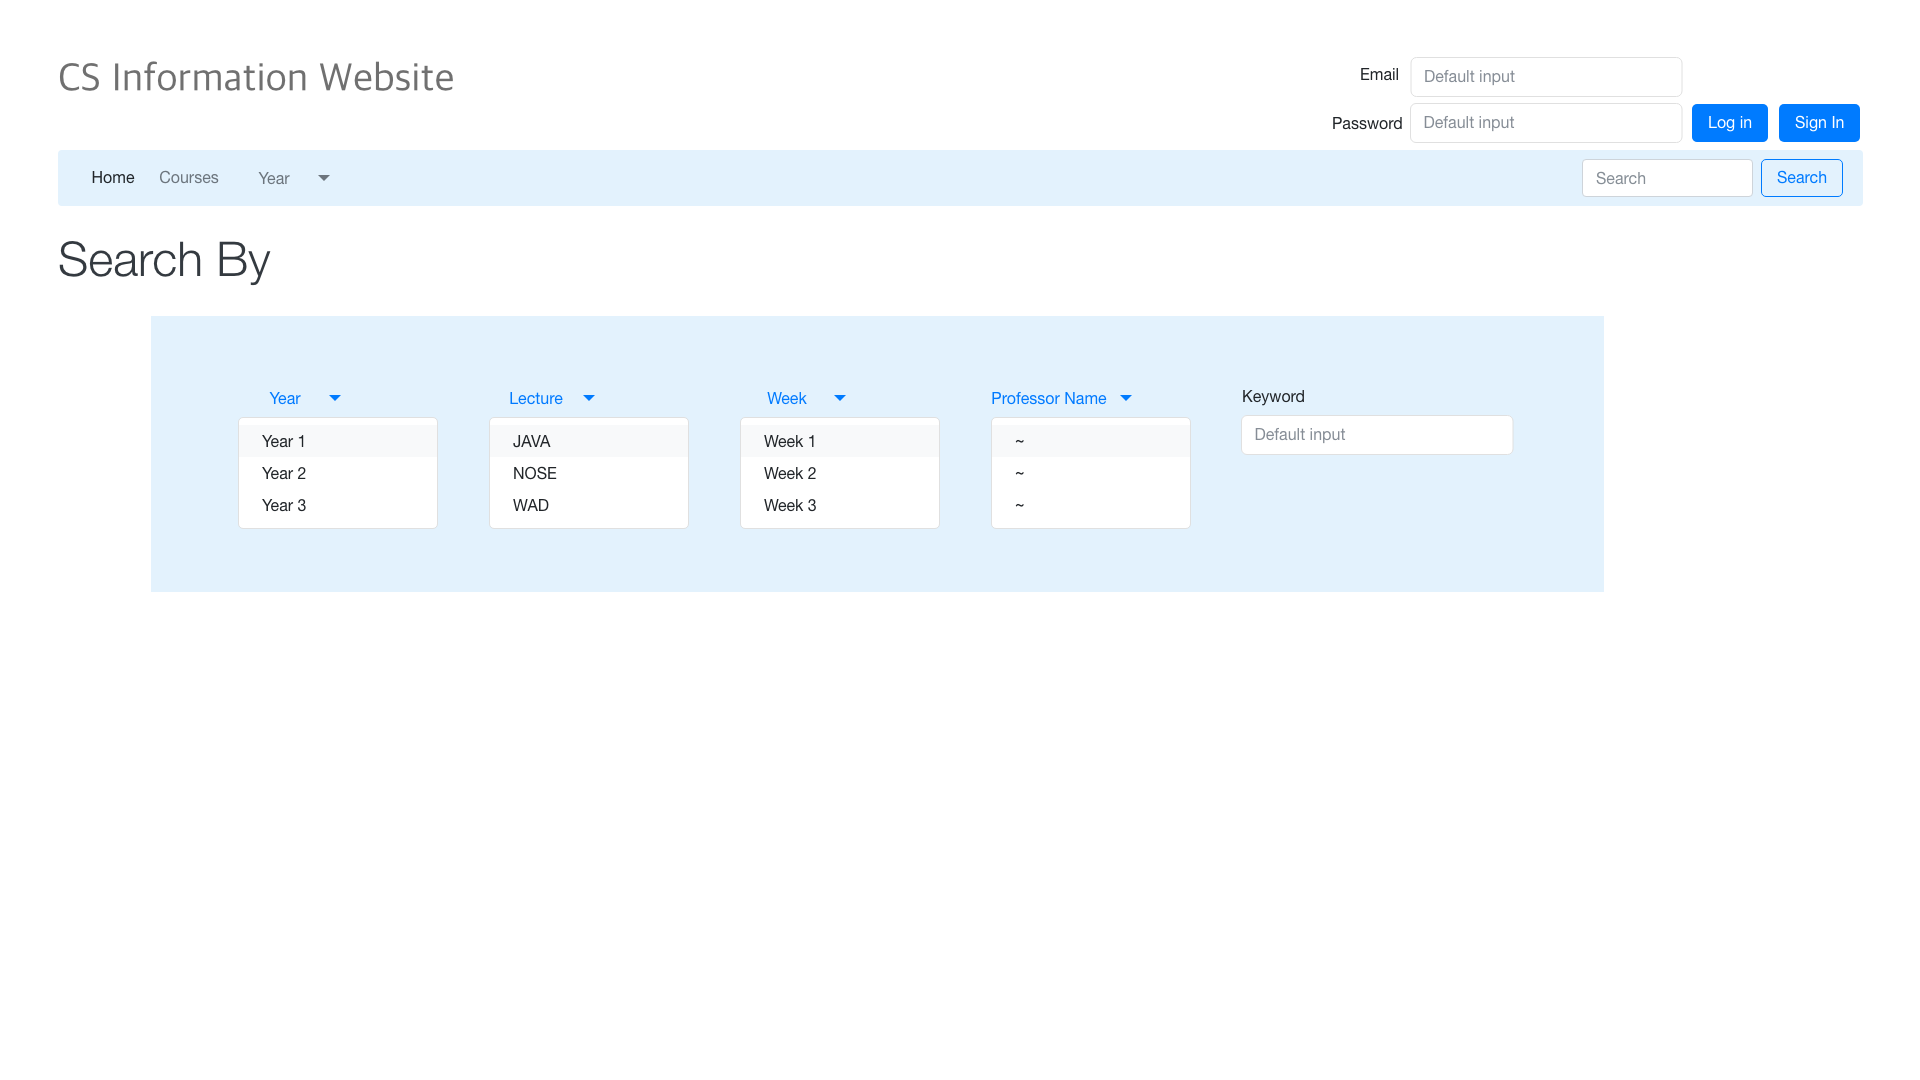 CS Information Website
Email Default input
Password Default input Log in Sign In
Home Courses Year Search Search
Search By
Year Lecture Week Professor Name Keyword
Default input
Year 1 JAVA Week 1 ~
Year 2 NOSE Week 2 ~
Year 3 WAD Week 3 ~